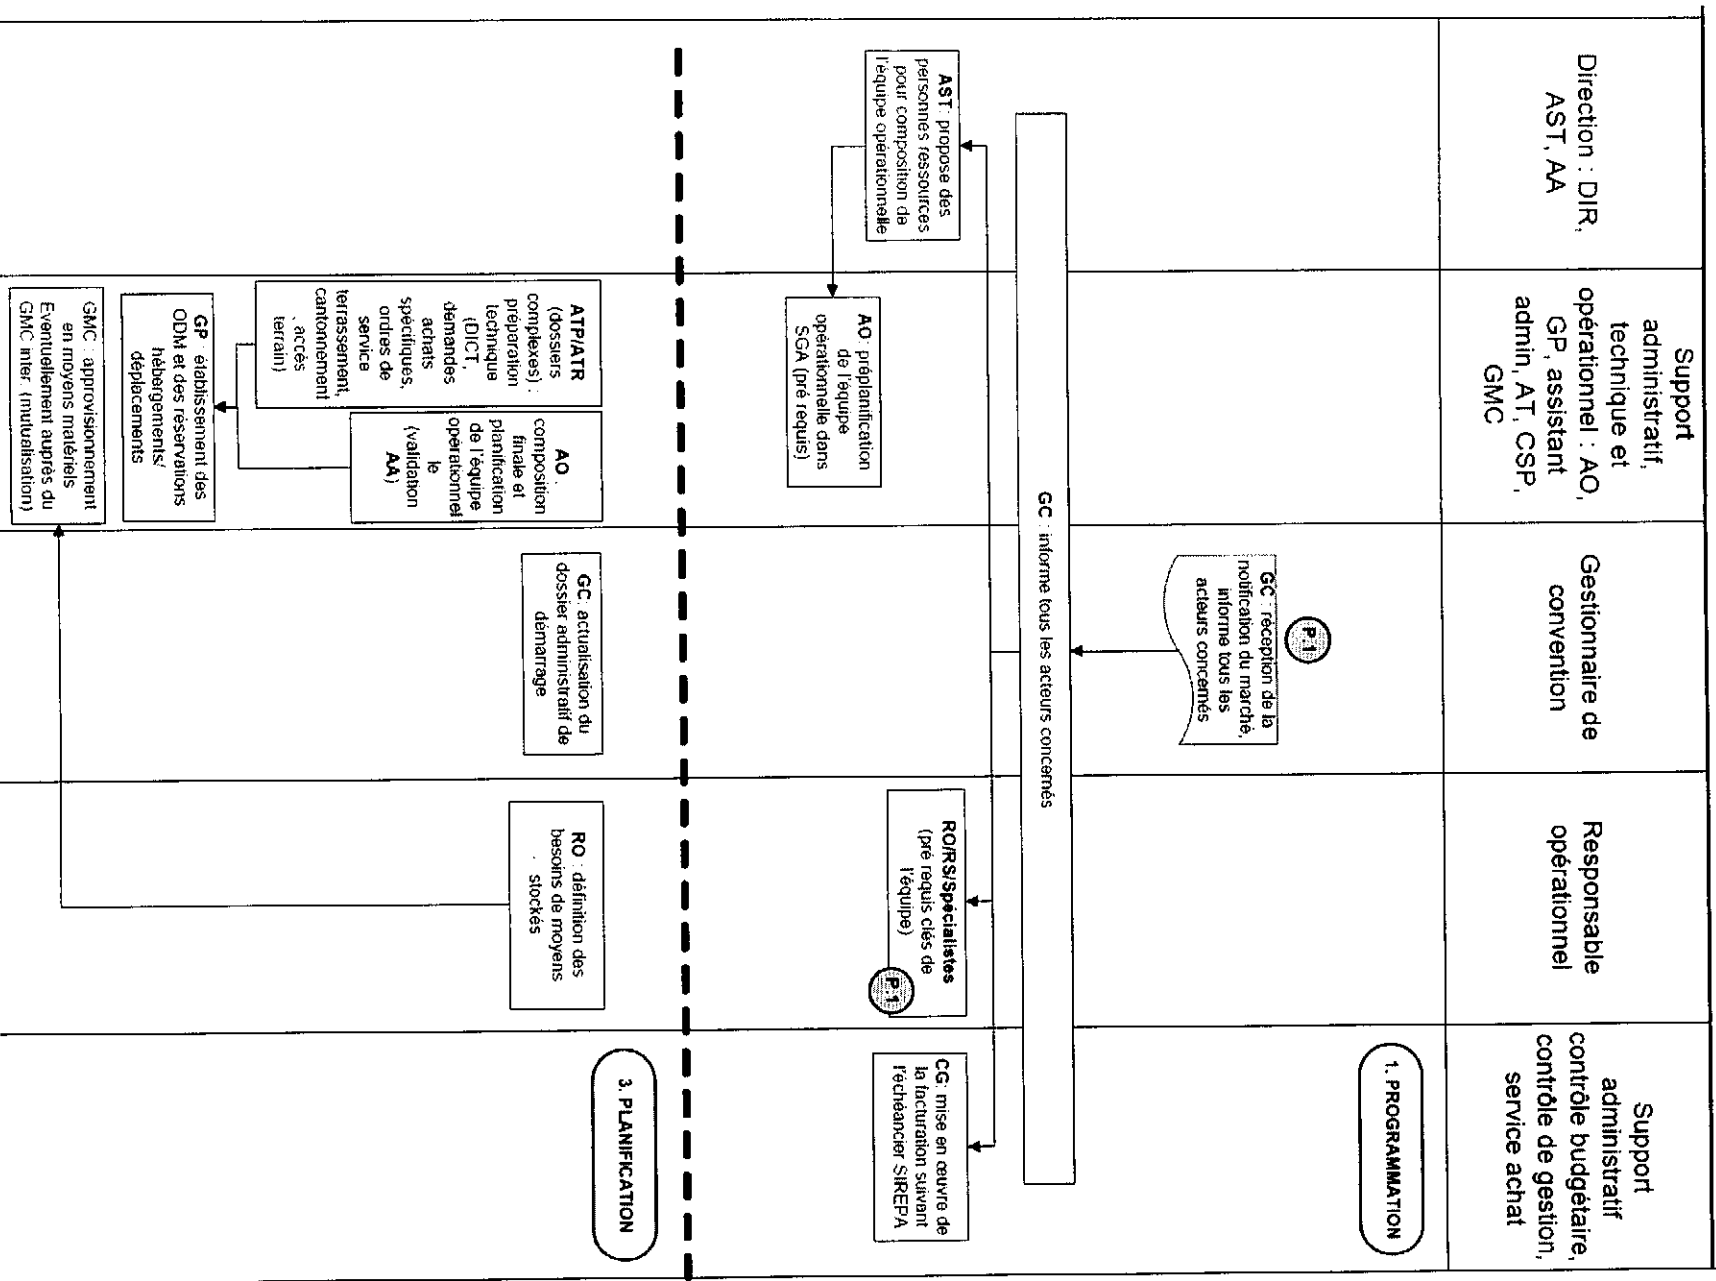 Direction : DIR,
AST, AA
Support
administratif,
technique et
opérationnel : AO,
GP, assistant
admin, AT, CSP,
GMC
Gestionnaire de
convention
Responsable
opérationnel
Support
administratif
contrôle budgétaire,
contrôle de gestion,
service achat
1. PROGRAMMATION
P.1
GC : réception de la
notification du marché,
informe tous les
acteurs concernés
GC : informe tous les acteurs concernés
AST: propose des
personnes ressources
pour composition de
l'équipe opérationnelle
AO : préplanification
de l'équipe
opérationnelle dans
SGA (pré requis)
RO/RS/Spécialistes
(pré requis clés de
l'équipe)
P.1
CG: mise en œuvre de
la facturation suivant
l'échéancier SIREPA
3. PLANIFICATION
ATP/ATR
(dossiers
complexes) :
préparation
technique
(DICT,
demandes
achats
spécifiques,
ordres de
service
terrassement,
cantonnement
, accès
terrain)
AO :
composition
finale et
planification
de l'équipe
opérationnel
le
(validation
AA)
GC: actualisation du
dossier administratif de
démarrage
RO : définition des
besoins de moyens
stockés
GP : établissement des
ODM et des réservations
hébergements/
déplacements
GMC : approvisionnement
en moyens matériels
Eventuellement auprès du
GMC inter. (mutualisation)